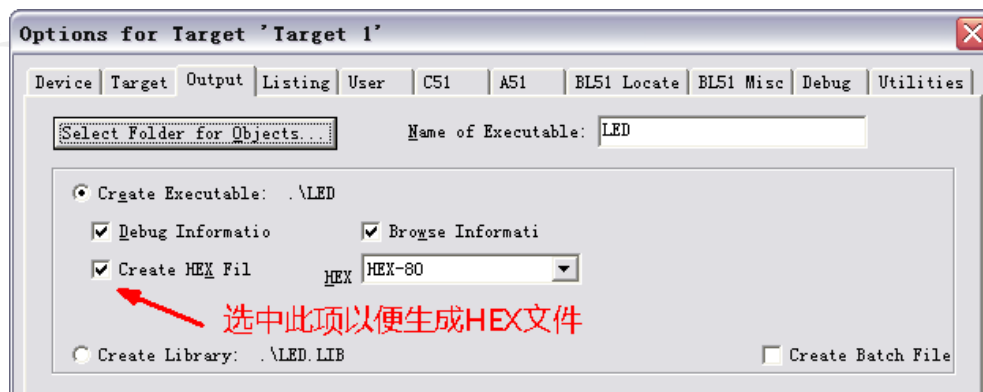 Options for Target 'Target 1'
Device Target Output Listing User C51 A51 BL51 Locate BL51 Misc Debug Utilities
Select Folder for Objects... Name of Executable: LED
Create Executable: .\LED
Debug Informatio Browse Informati
Create HEX Fil HEX HEX-80
选中此项以便生成HEX文件
Create Library: .\LED.LIB Create Batch File